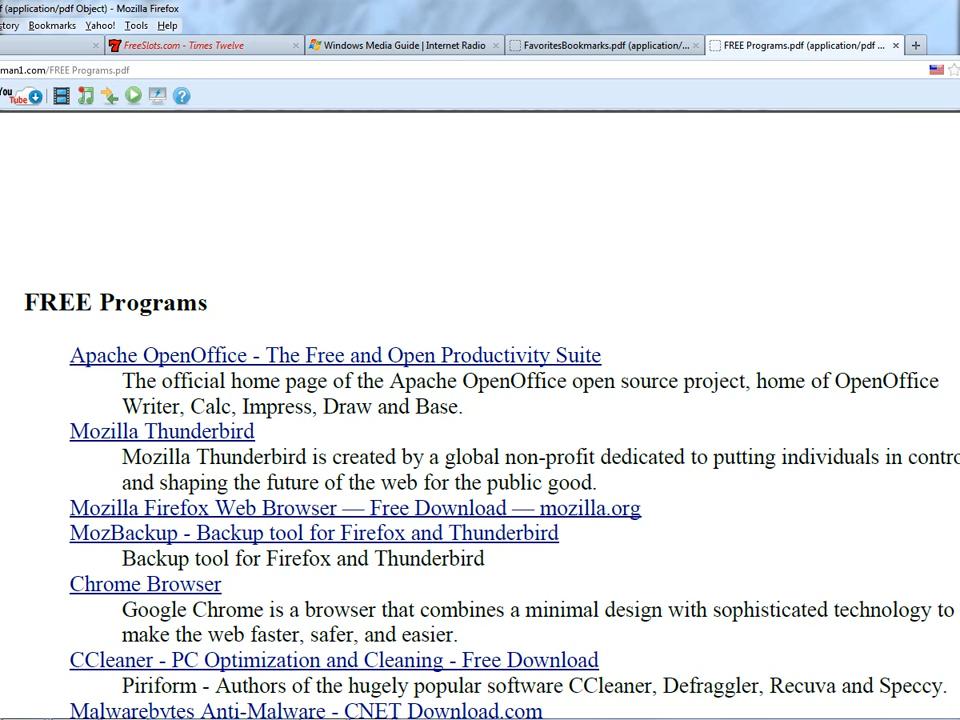 f (application/pdf Object) - Mozilla Firefox
story Bookmarks Yahoo! Tools Help
FreeSlots.com - Times Twelve
Windows Media Guide | Internet Radio
FavoritesBookmarks.pdf (application/...
FREE Programs.pdf (application/pdf ...
man1.com/FREE Programs.pdf
You Tube
FREE Programs
Apache OpenOffice - The Free and Open Productivity Suite
The official home page of the Apache OpenOffice open source project, home of OpenOffice
Writer, Calc, Impress, Draw and Base.
Mozilla Thunderbird
Mozilla Thunderbird is created by a global non-profit dedicated to putting individuals in contro
and shaping the future of the web for the public good.
Mozilla Firefox Web Browser — Free Download — mozilla.org
MozBackup - Backup tool for Firefox and Thunderbird
Backup tool for Firefox and Thunderbird
Chrome Browser
Google Chrome is a browser that combines a minimal design with sophisticated technology to
make the web faster, safer, and easier.
CCleaner - PC Optimization and Cleaning - Free Download
Piriform - Authors of the hugely popular software CCleaner, Defraggler, Recuva and Speccy.
Malwarebytes Anti-Malware - CNET Download.com